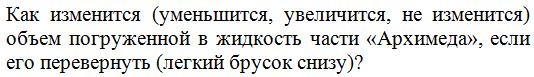 Как изменится (уменьшится, увеличится, не изменится)
объем погруженной в жидкость части «Архимеда», если
его перевернуть (легкий брусок снизу)?